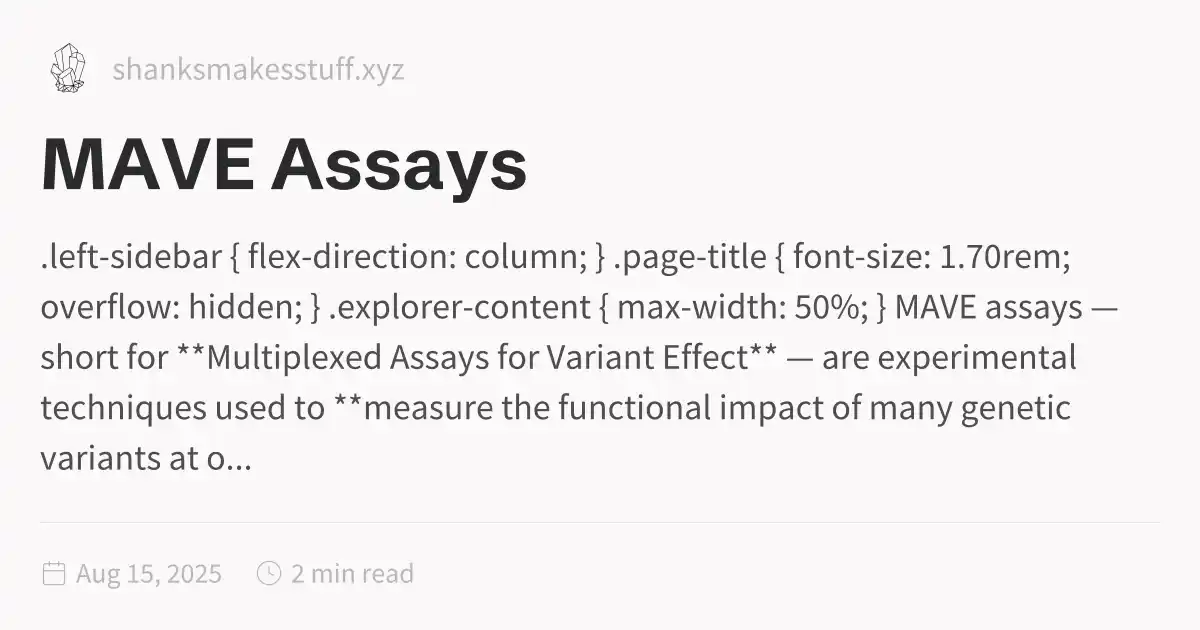 shanksmakesstuff.xyz
MAVE Assays
.left-sidebar { flex-direction: column; } .page-title { font-size: 1.70rem;
overflow: hidden; } .explorer-content { max-width: 50%; } MAVE assays —
short for **Multiplexed Assays for Variant Effect** — are experimental
techniques used to **measure the functional impact of many genetic
variants at o...
Aug 15, 2025 2 min read